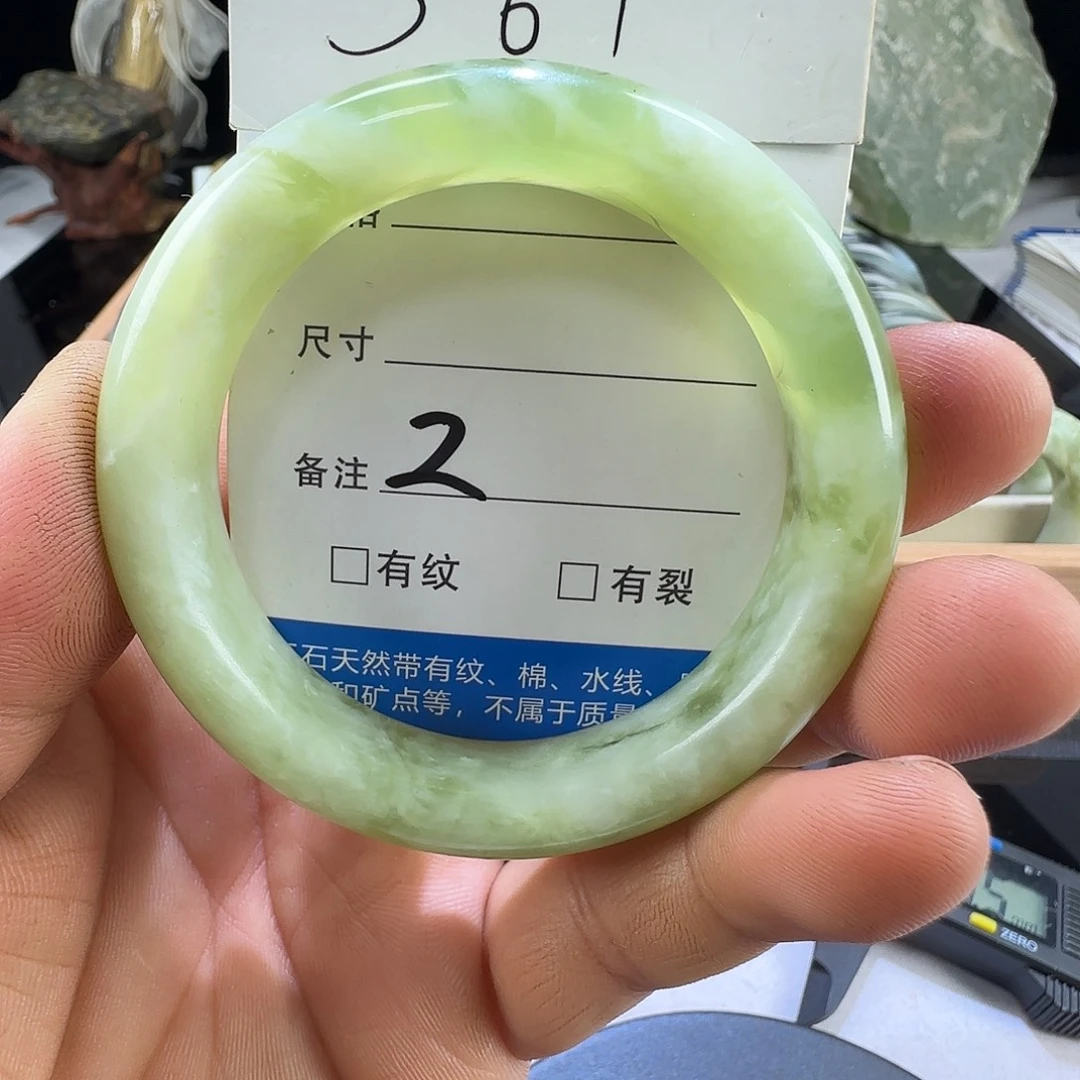 尺寸
备注 2
□有纹 □有裂
石天然带有纹、棉、水线、
和矿点等，不属于质量
ZERO